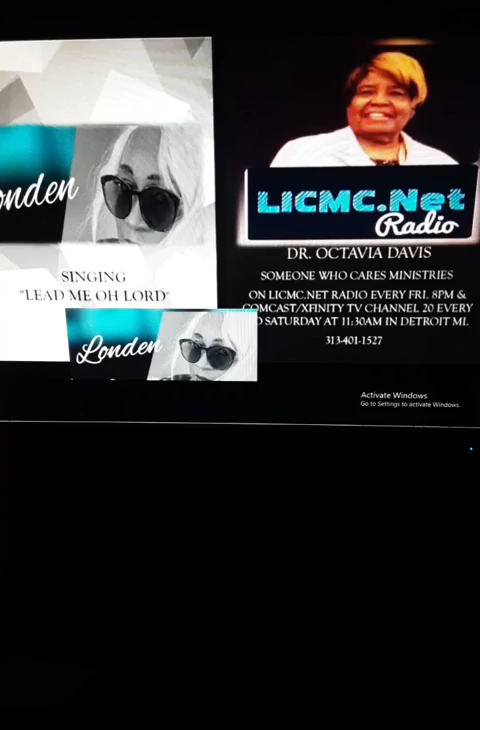 onden
SINGING
"LEAD ME OH LORD"
Londen
LICMC.Net
Radio
DR. OCTAVIA DAVIS
SOMEONE WHO CARES MINISTRIES
ON LICMC.NET RADIO EVERY FRI. 8PM &
COMCAST/XFINITY TV CHANNEL 20 EVERY
D SATURDAY AT 11:30AM IN DETROIT MI.
313-401-1527
Activate Windows
Go to Settings to activate Windows.